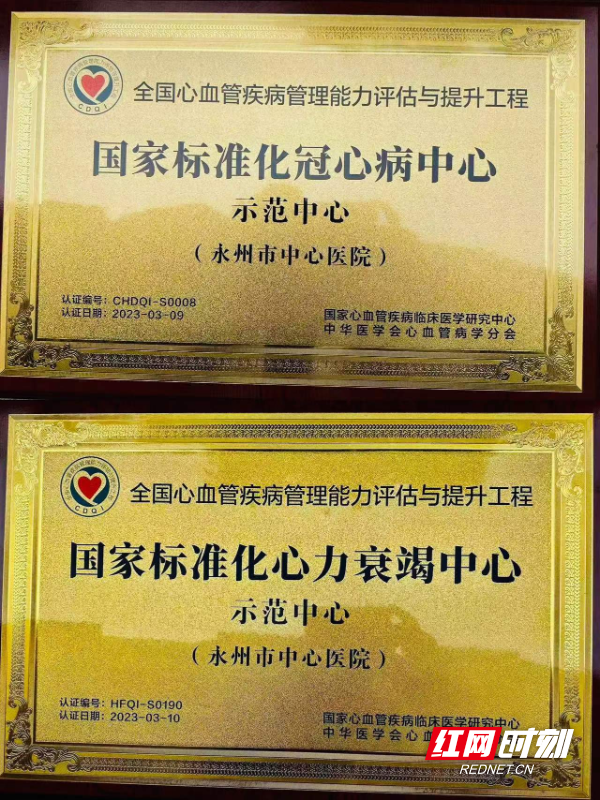 CDQI
全国心血管疾病管理能力评估与提升工程
国家标准化冠心病中心
示范中心
（永州市中心医院）
认证编号：CHDQI-S0008
认证日期：2023-03-09
国家心血管疾病临床医学研究中心
中华医学会心血管病学分会
CDQI
全国心血管疾病管理能力评估与提升工程
国家标准化心力衰竭中心
示范中心
（永州市中心医院）
认证编号：HFQI-S0190
认证日期：2023-03-10
国家心血管疾病临床医学研究中心
中华医学会心血
红网时刻
REDNET.CN